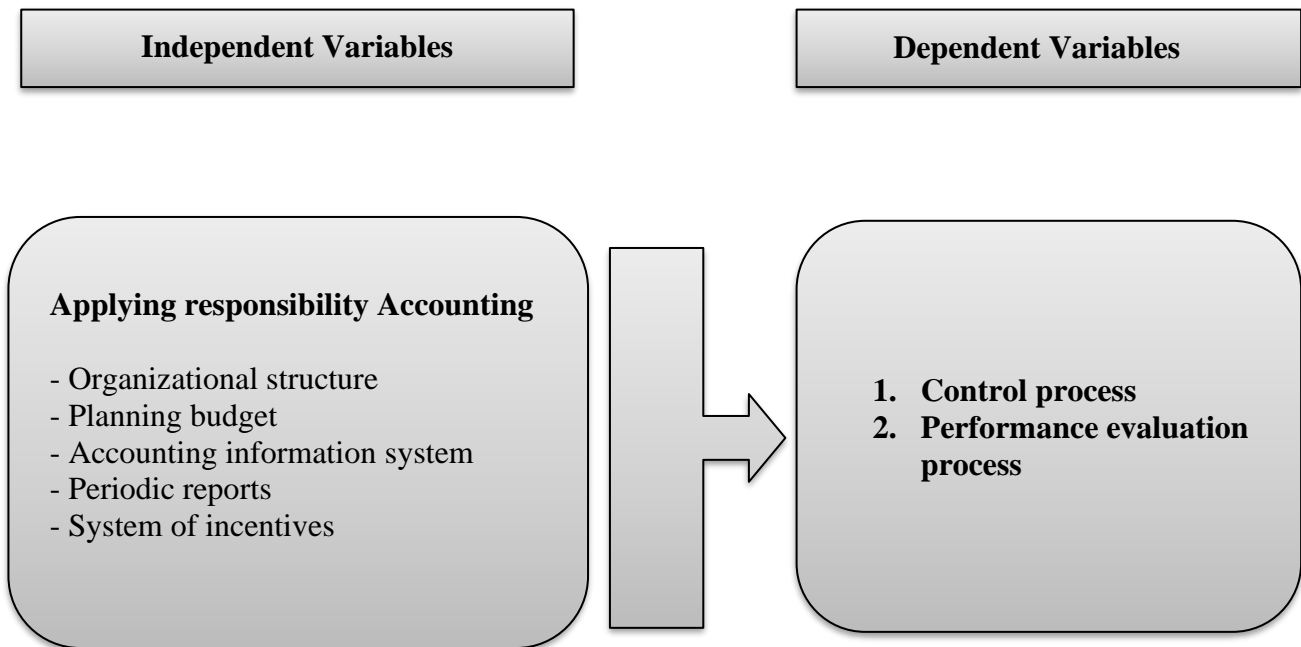 Independent Variables
Dependent Variables
Applying responsibility Accounting
- Organizational structure
- Planning budget
- Accounting information system
- Periodic reports
- System of incentives
1. Control process
2. Performance evaluation
process